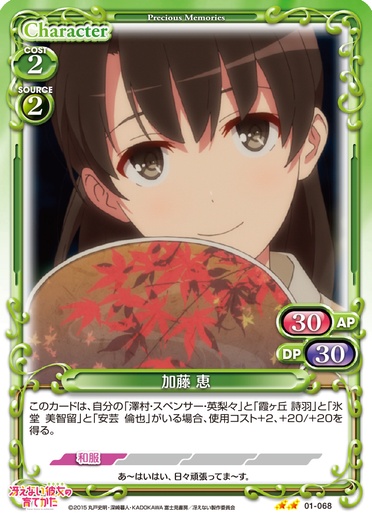 Precious Memories
Character
COST
2
SOURCE
2
30 AP
DP 30
加藤 恵
このカードは、自分の「澤村・スペンサー・英梨々」と「霞ヶ丘 詩羽」と「氷
堂 美智留」と「安芸 倫也」がいる場合、使用コスト+2、+20/+20を
得る。
和服
あ〜はいはい、日々頑張ってま〜す。
冴えない彼女の
育てかた
01-068
©2015 丸戸史明・深崎暮人・KADOKAWA 富士見書房／冴えない製作委員会